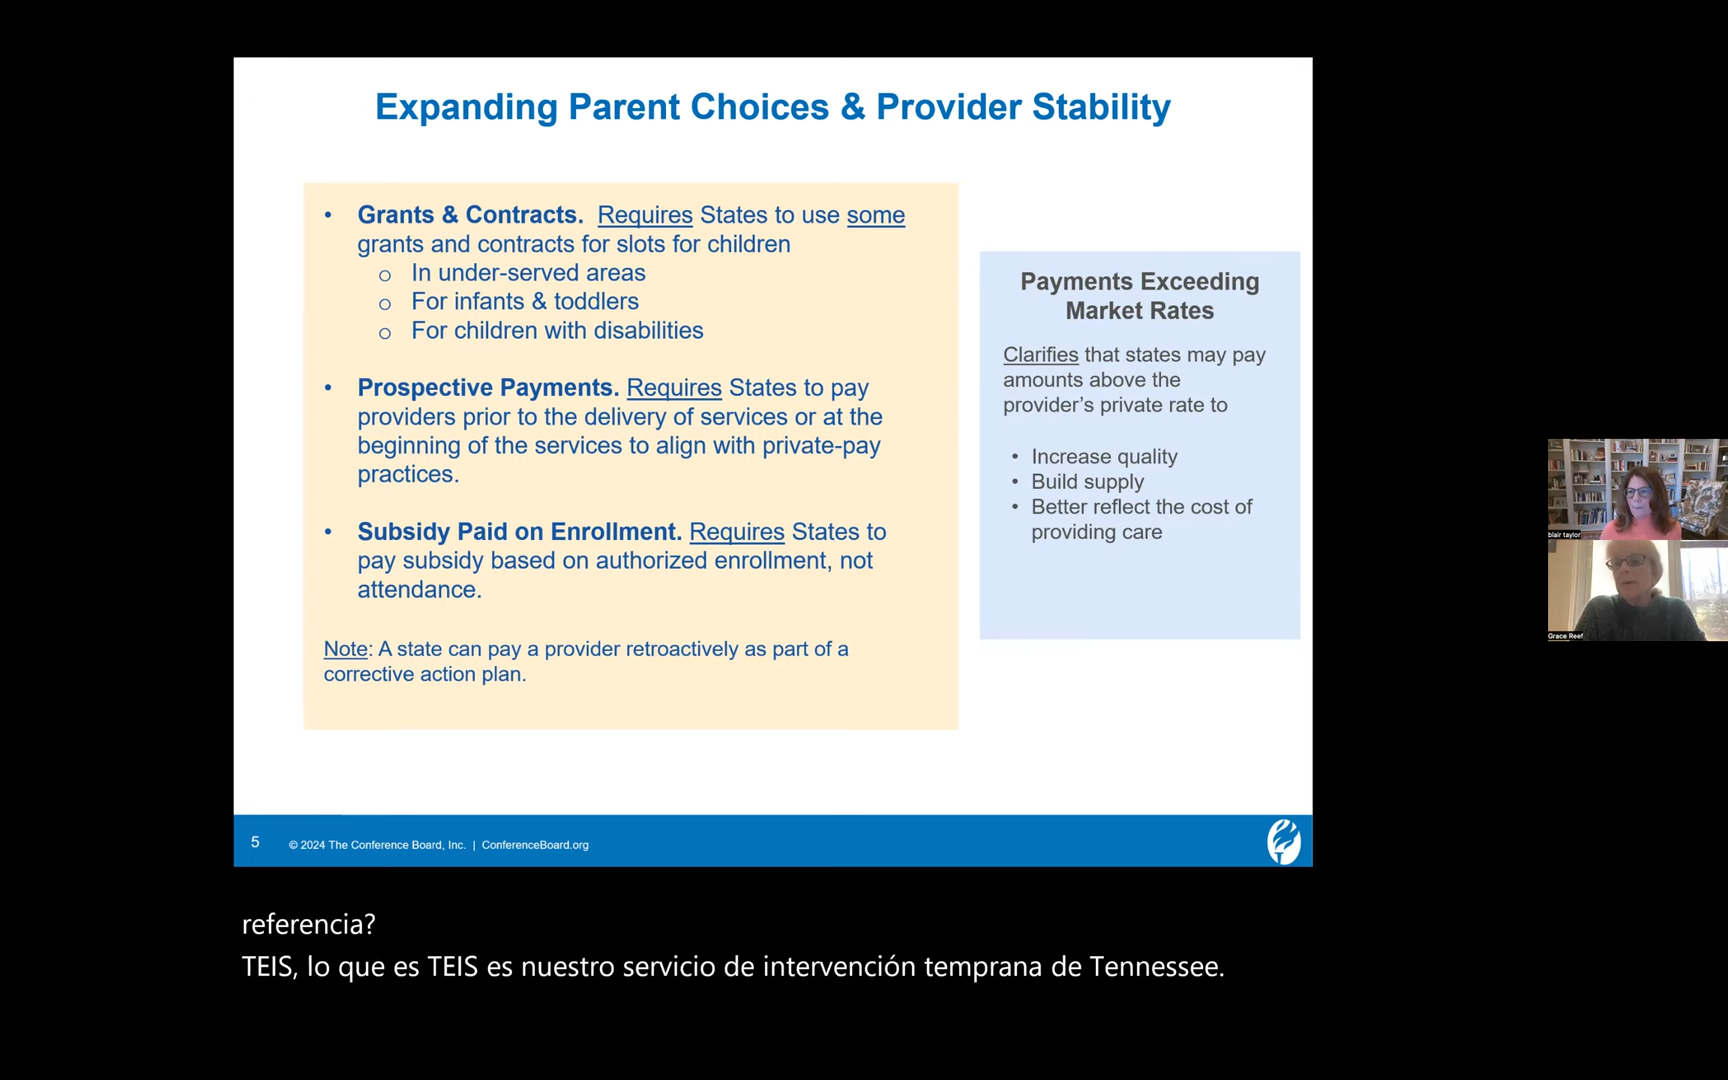 Expanding Parent Choices & Provider Stability
• Grants & Contracts. Requires States to use some
grants and contracts for slots for children
o In under-served areas
o For infants & toddlers
o For children with disabilities
• Prospective Payments. Requires States to pay
providers prior to the delivery of services or at the
beginning of the services to align with private-pay
practices.
• Subsidy Paid on Enrollment. Requires States to
pay subsidy based on authorized enrollment, not
attendance.
Note: A state can pay a provider retroactively as part of a
corrective action plan.
Payments Exceeding
Market Rates
Clarifies that states may pay
amounts above the
provider's private rate to
• Increase quality
• Build supply
• Better reflect the cost of
providing care
blair taylor
Grace Reef
5 © 2024 The Conference Board, Inc. | ConferenceBoard.org
referencia?
TEIS, lo que es TEIS es nuestro servicio de intervención temprana de Tennessee.